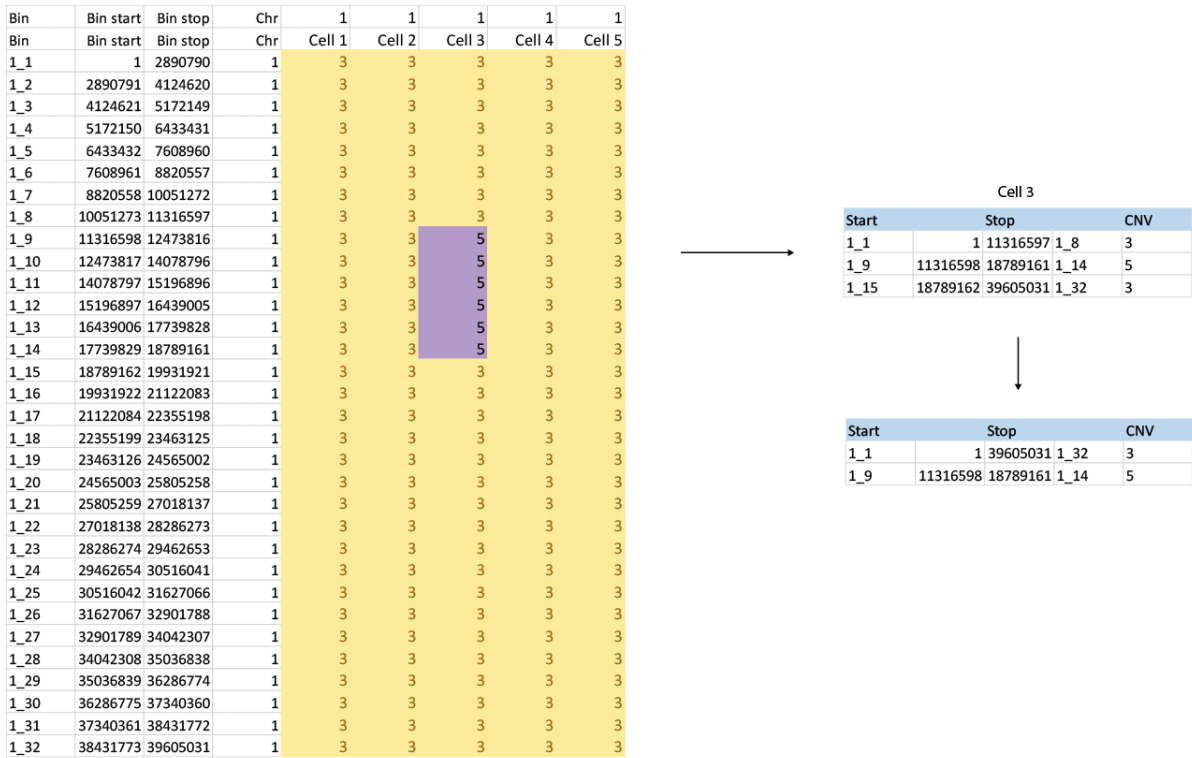 Bin Bin start Bin stop Chr 1 1 1 1 1
Bin Bin start Bin stop Chr Cell 1 Cell 2 Cell 3 Cell 4 Cell 5
1_1 1 2890790 1 3 3 3 3 3
1_2 2890791 4124620 1 3 3 3 3 3
1_3 4124621 5172149 1 3 3 3 3 3
1_4 5172150 6433431 1 3 3 3 3 3
1_5 6433432 7608960 1 3 3 3 3 3
1_6 7608961 8820557 1 3 3 3 3 3
1_7 8820558 10051272 1 3 3 3 3 3
1_8 10051273 11316597 1 3 3 3 3 3
1_9 11316598 12473816 1 3 3 5 3 3
1_10 12473817 14078796 1 3 3 5 3 3
1_11 14078797 15196896 1 3 3 5 3 3
1_12 15196897 16439005 1 3 3 5 3 3
1_13 16439006 17739828 1 3 3 5 3 3
1_14 17739829 18789161 1 3 3 5 3 3
1_15 18789162 19931921 1 3 3 3 3 3
1_16 19931922 21122083 1 3 3 3 3 3
1_17 21122084 22355198 1 3 3 3 3 3
1_18 22355199 23463125 1 3 3 3 3 3
1_19 23463126 24565002 1 3 3 3 3 3
1_20 24565003 25805258 1 3 3 3 3 3
1_21 25805259 27018137 1 3 3 3 3 3
1_22 27018138 28286273 1 3 3 3 3 3
1_23 28286274 29462653 1 3 3 3 3 3
1_24 29462654 30516041 1 3 3 3 3 3
1_25 30516042 31627066 1 3 3 3 3 3
1_26 31627067 32901788 1 3 3 3 3 3
1_27 32901789 34042307 1 3 3 3 3 3
1_28 34042308 35036838 1 3 3 3 3 3
1_29 35036839 36286774 1 3 3 3 3 3
1_30 36286775 37340360 1 3 3 3 3 3
1_31 37340361 38431772 1 3 3 3 3 3
1_32 38431773 39605031 1 3 3 3 3 3
Cell 3
Start Stop CNV
1_1 1 11316597 1_8 3
1_9 11316598 18789161 1_14 5
1_15 18789162 39605031 1_32 3
Start Stop CNV
1_1 1 39605031 1_32 3
1_9 11316598 18789161 1_14 5